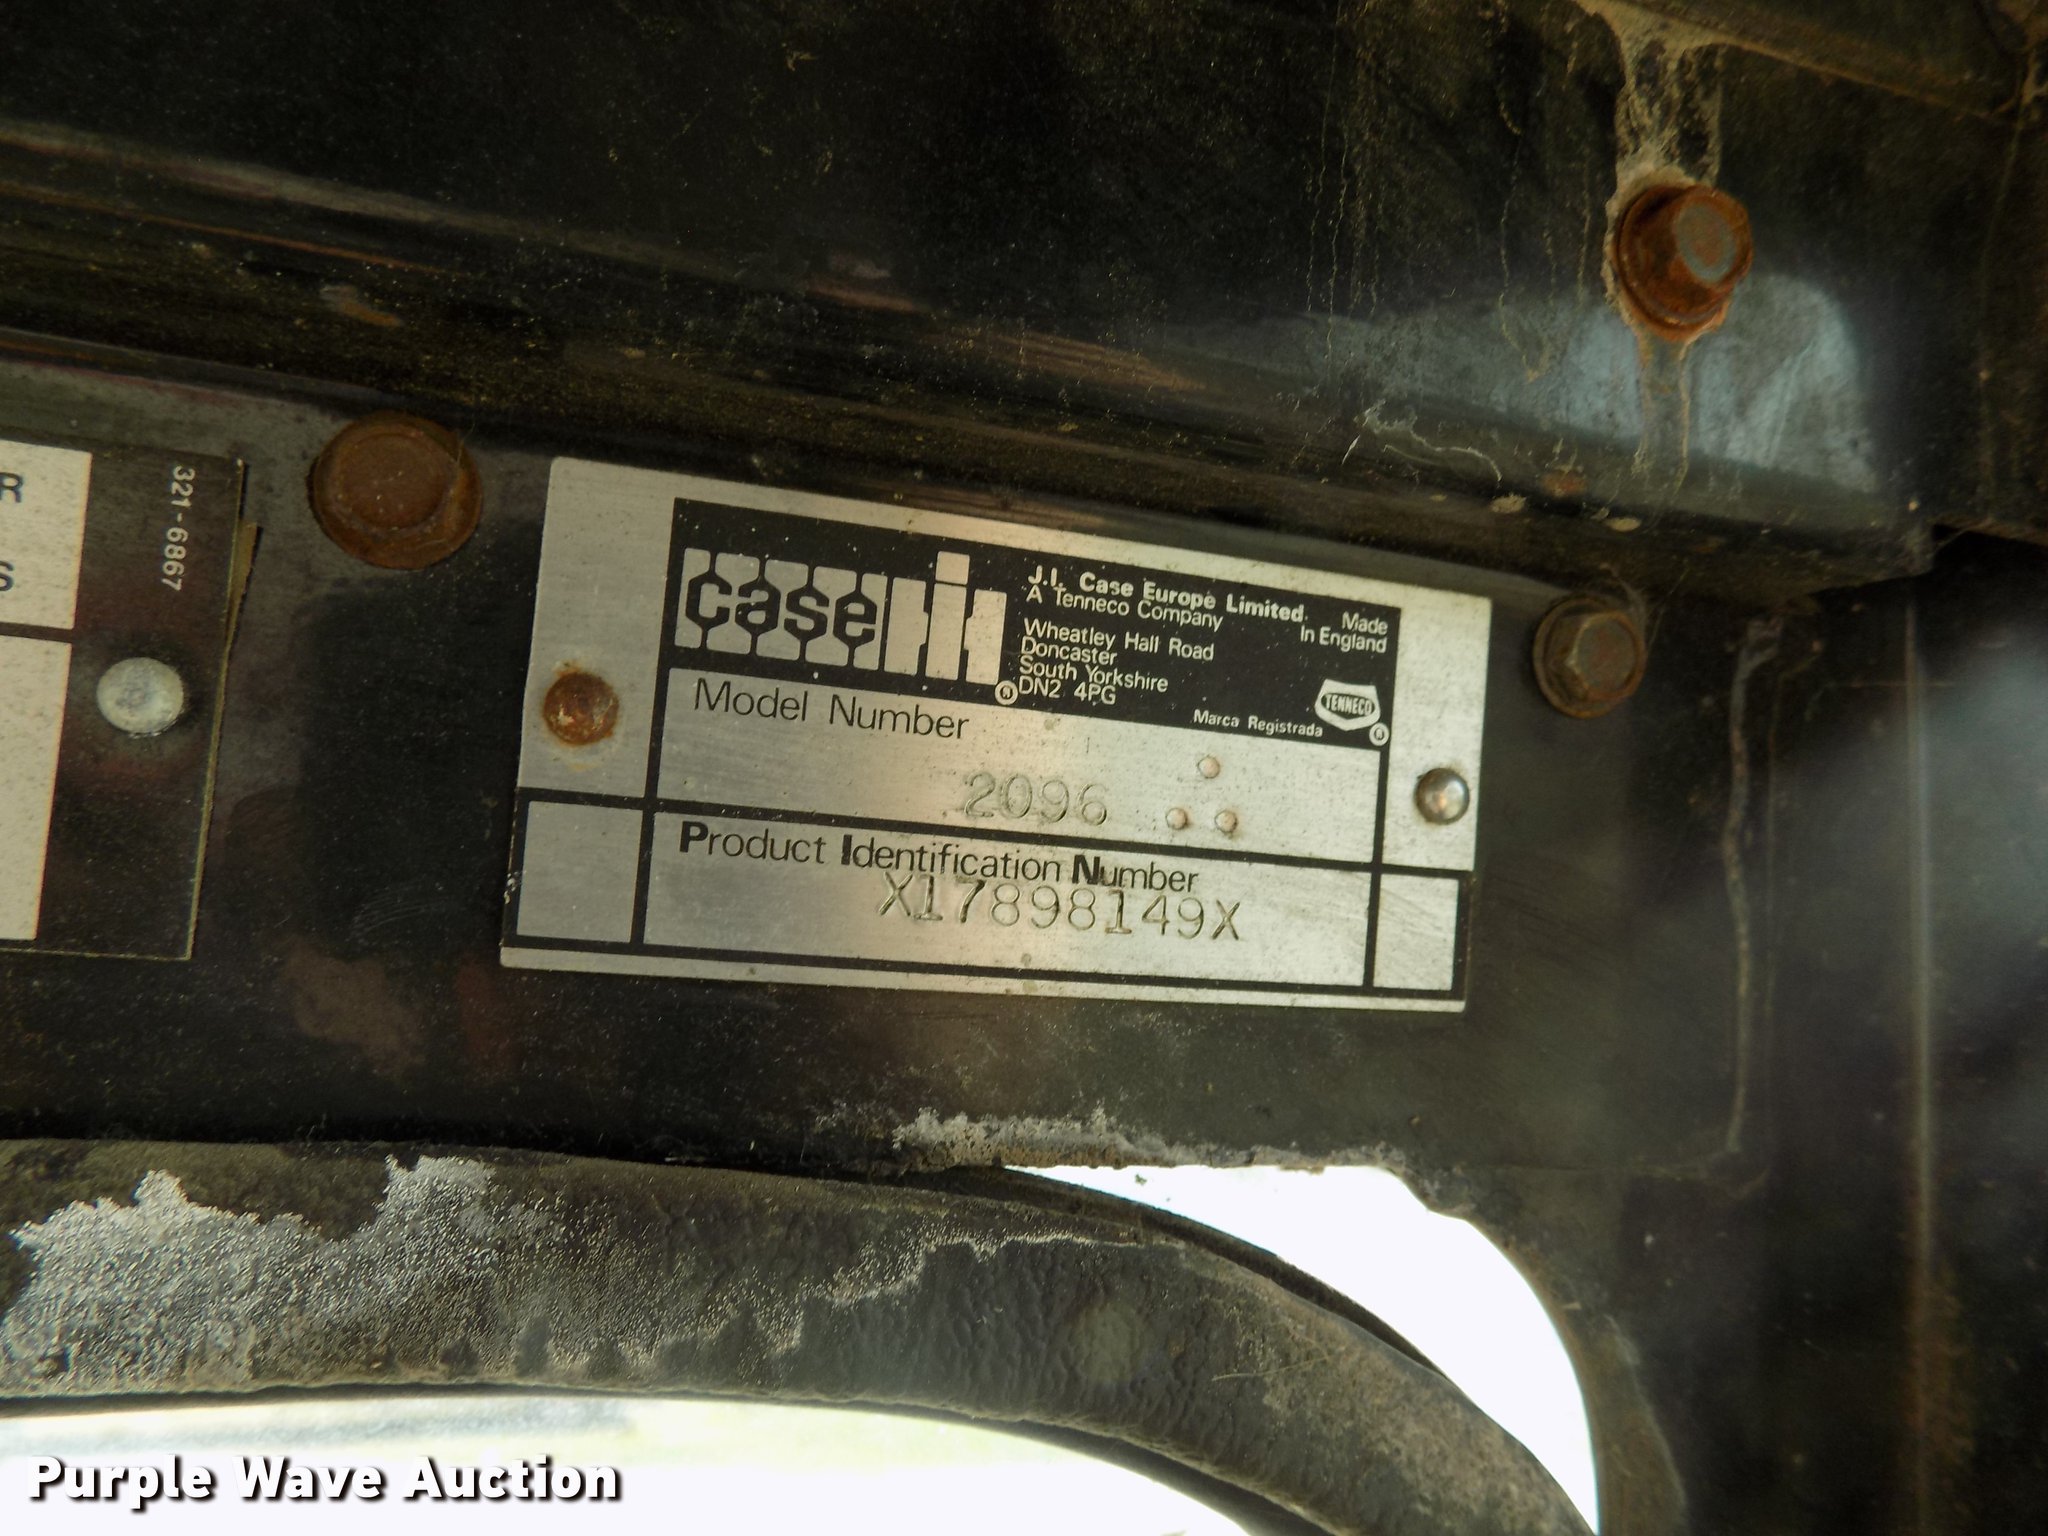 R
S
321-6867
case IH
J.I. Case Europe Limited.
A Tenneco Company
Made
In England
Wheatley Hall Road
Doncaster
South Yorkshire
DN2 4PG
Marca Registrada
TENNECO
Model Number
2096
Product Identification Number
X17898149X
Purple Wave Auction